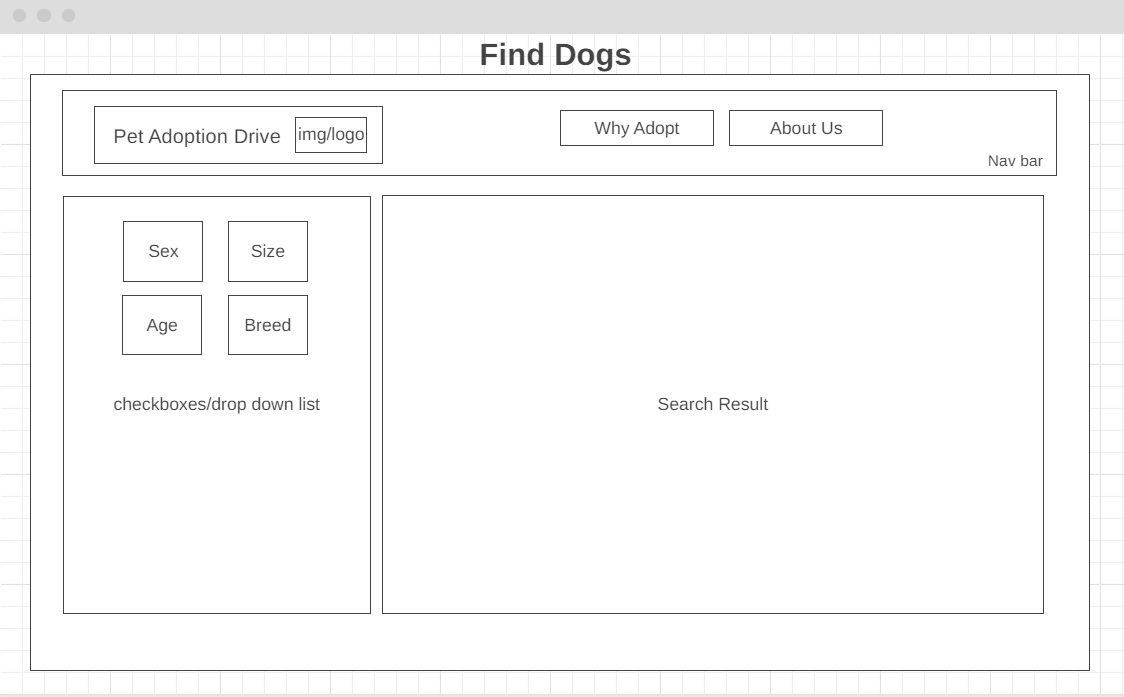 Find Dogs
Pet Adoption Drive
img/logo
Why Adopt
About Us
Nav bar
Sex
Size
Age
Breed
checkboxes/drop down list
Search Result